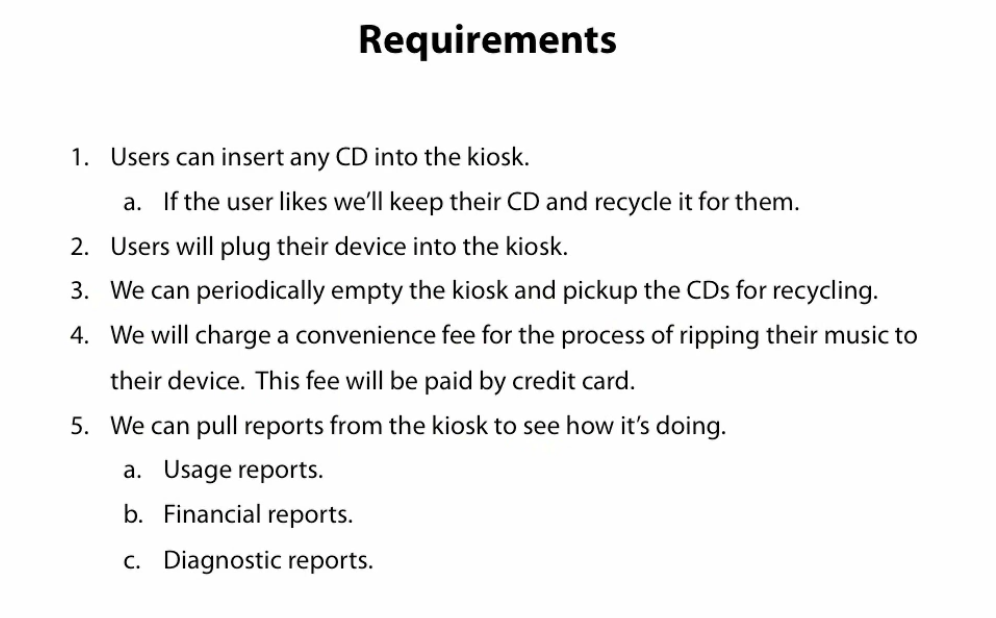 Requirements
1. Users can insert any CD into the kiosk.
a. If the user likes we’ll keep their CD and recycle it for them.
2. Users will plug their device into the kiosk.
3. We can periodically empty the kiosk and pickup the CDs for recycling.
4. We will charge a convenience fee for the process of ripping their music to
their device. This fee will be paid by credit card.
5. We can pull reports from the kiosk to see how it’s doing.
a. Usage reports.
b. Financial reports.
c. Diagnostic reports.